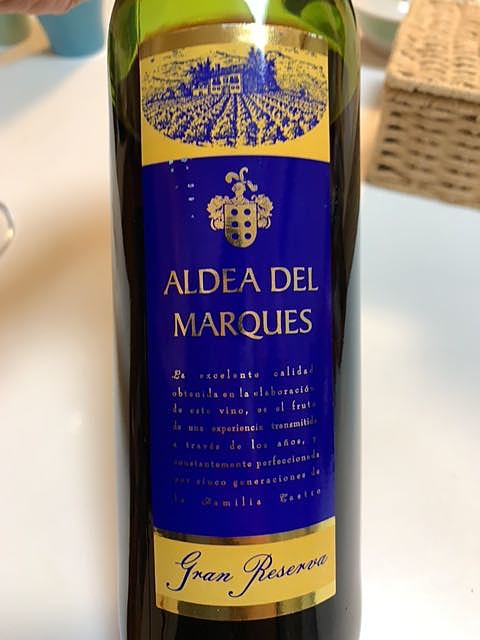 ALDEA DEL
MARQUES
La excelente calidad
obtenida en la elaboración
de este vino, es el fruto
de una experiencia transmitida
a través de los años, y
constantemente perfeccionada
por cinco generaciones de
la Familia Castro
Gran Reserva